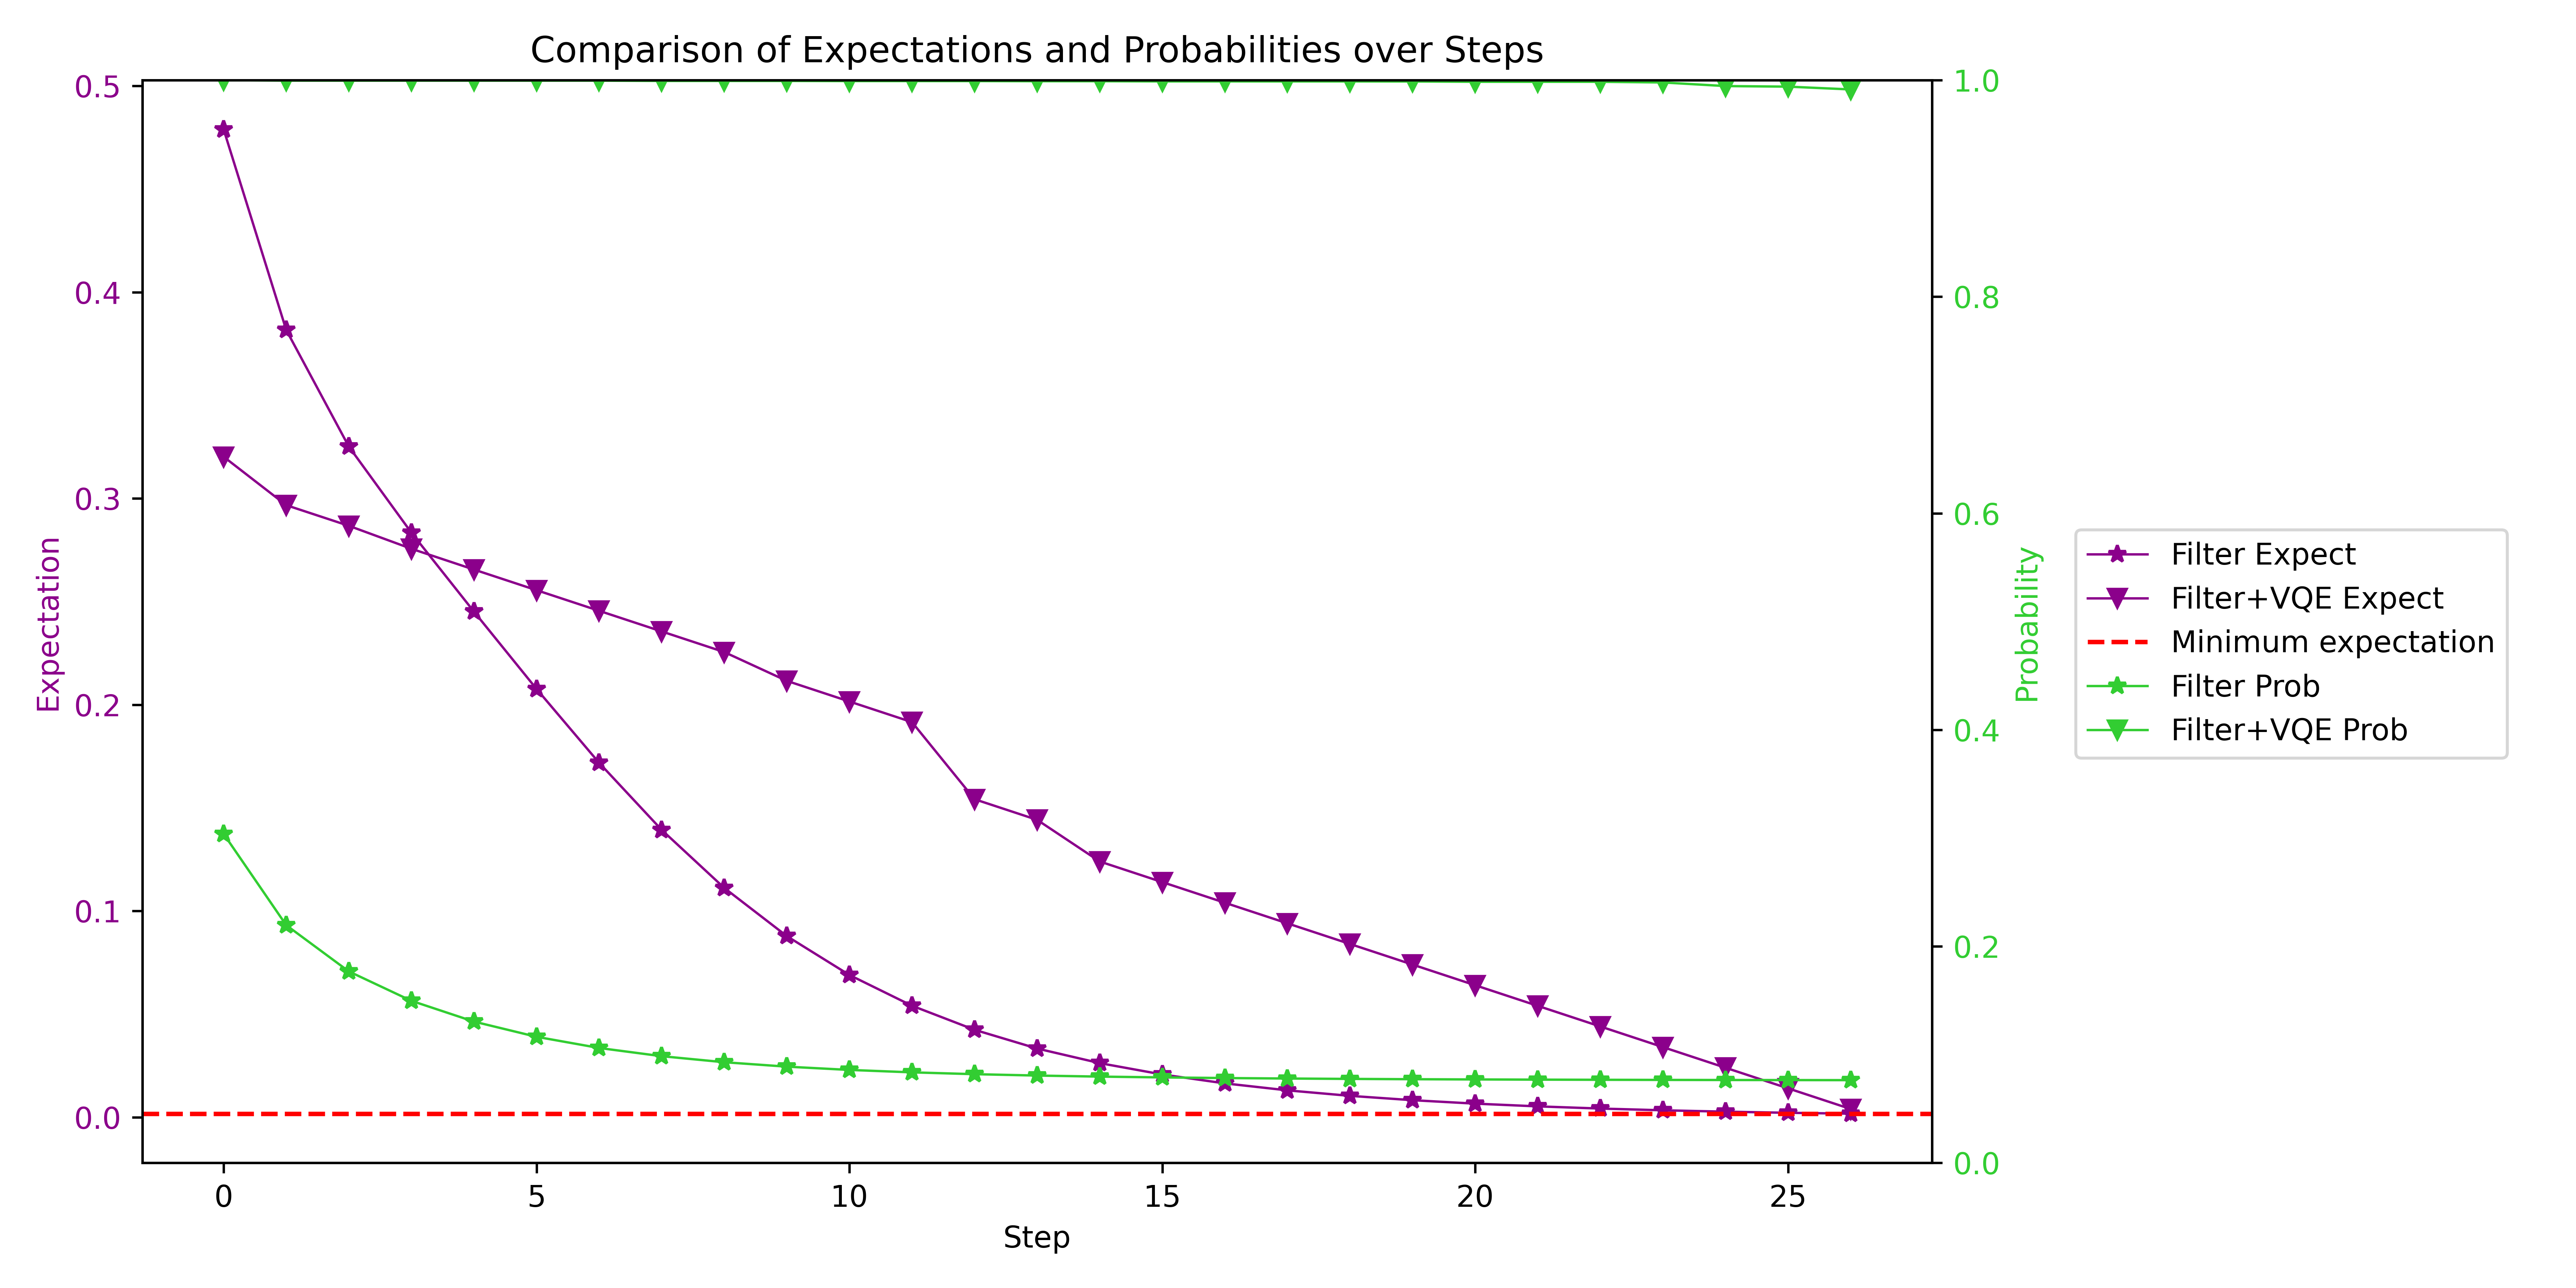 Comparison of Expectations and Probabilities over Steps
0.5
0.4
0.3
0.2
0.1
0.0
Expectation
1.0
0.8
0.6
0.4
0.2
0.0
Probability
0
5
10
15
20
25
Step
Filter Expect
Filter+VQE Expect
Minimum expectation
Filter Prob
Filter+VQE Prob